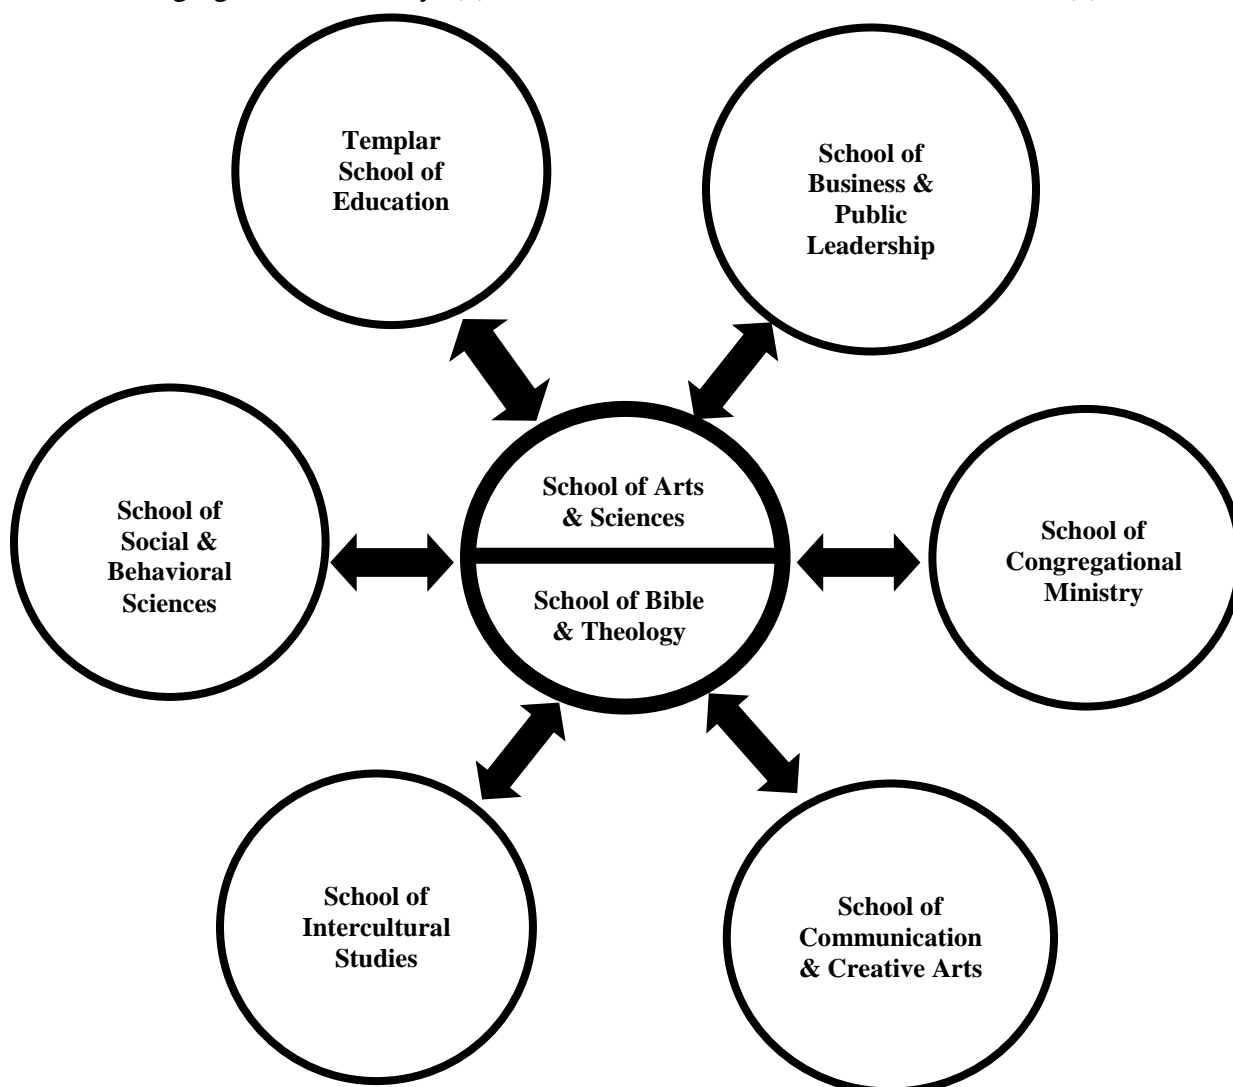 Templar
School of
Education
School of
Business &
Public
Leadership
School of
Social &
Behavioral
Sciences
School of Arts
& Sciences
School of Bible
& Theology
School of
Congregational
Ministry
School of
Intercultural
Studies
School of
Communication
& Creative Arts